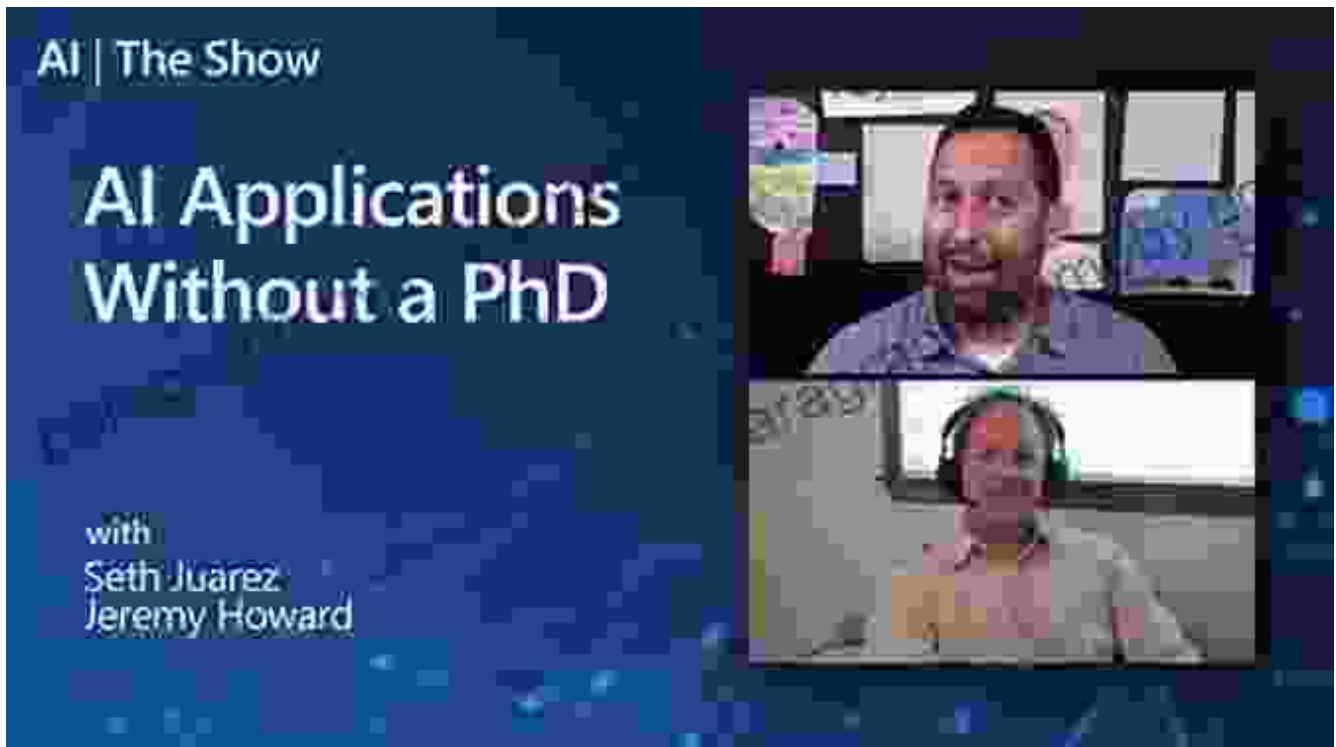 AI | The Show
AI Applications
Without a PhD
with
Seth Juarez
Jeremy Howard